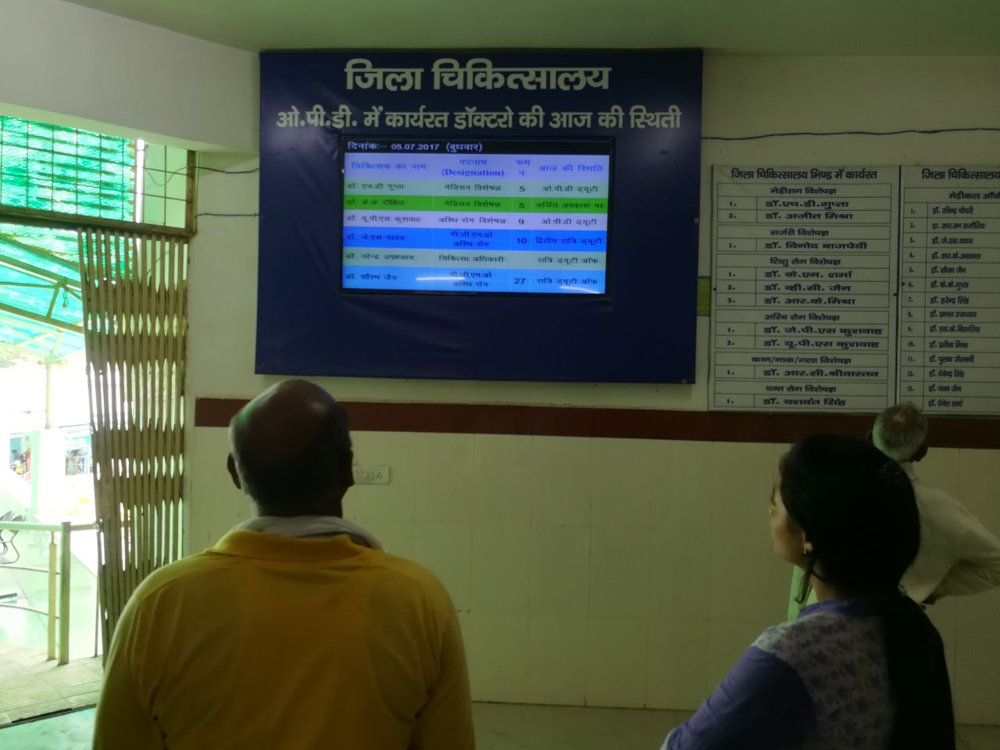 जिला चिकित्सालय
ओ.पी.डी. में कार्यरत डॉक्टरो की आज की स्थिती
दिनांक:– 05.07.2017 (बुधवार)
चिकित्सक का नाम पदनाम (Designation) रूम न. आज की स्थिति
डॉ. एच.डी गुप्ता मेडिसन विशेषज्ञ 5 ओ.पी.डी ड्यूटी
डॉ. के.के दीक्षित मेडिसन विशेषज्ञ 5 अर्जित अवकाश पर
डॉ. यू.पी.एस कुशवाह अस्थि रोग विशेषज्ञ 9 ओ.पी.डी ड्यूटी
डॉ. जे.एस यादव पी.जी.एम.ओ अस्थि रोग 10 द्वितीय रात्रि ड्यूटी
डॉ. नरेन्द्र उपाध्याय चिकित्सा अधिकारी रात्रि ड्यूटी ऑफ
डॉ. सौरभ जैन पी.जी.एम.ओ अस्थि रोग 27 रात्रि ड्यूटी ऑफ
जिला चिकित्सालय भिण्ड में कार्यरत
मेडीसन विशेषज्ञ
1. डॉ.एच.डी.गुप्ता
2. डॉ. अजीत मिश्रा
सर्जरी विशेषज्ञ
1. डॉ. विनोद बाजपेयी
शिशु रोग विशेषज्ञ
1. डॉ. के.एन. शर्मा
2. डॉ. व्ही.सी. जैन
3. डॉ. आर.के.मिश्रा
अस्थि रोग विशेषज्ञ
1. डॉ. जे.पी.एस कुशवाह
2. डॉ. यू.पी.एस कुशवाह
कान/नाक/गला विशेषज्ञ
1. डॉ. आर.सी.श्रीवास्तव
दन्त रोग विशेषज्ञ
1. डॉ. यशवंत सिंह
जिला चिकित्सालय
मेडीकल
1. डॉ. रविन्द्र चौधरी
2. डा. आर.एन राजौरिया
3. डॉ. जे.एस.यादव
4. डॉ. आर.के.अग्रवाल
5. डॉ. सौरभ जैन
6. डॉ. के.के.गुप्ता
7. डॉ. हरेन्द्र सिंह
8. डॉ. प्रभात उपाध्याय
9. डॉ. एस.के.
10. डॉ. प्रतीक मिश्रा
11. डॉ. पुलक जैसवानी
12. डॉ. देवेन्द्र सिंह
13. डॉ. पवन जैन
डॉ. देवेश शर्मा